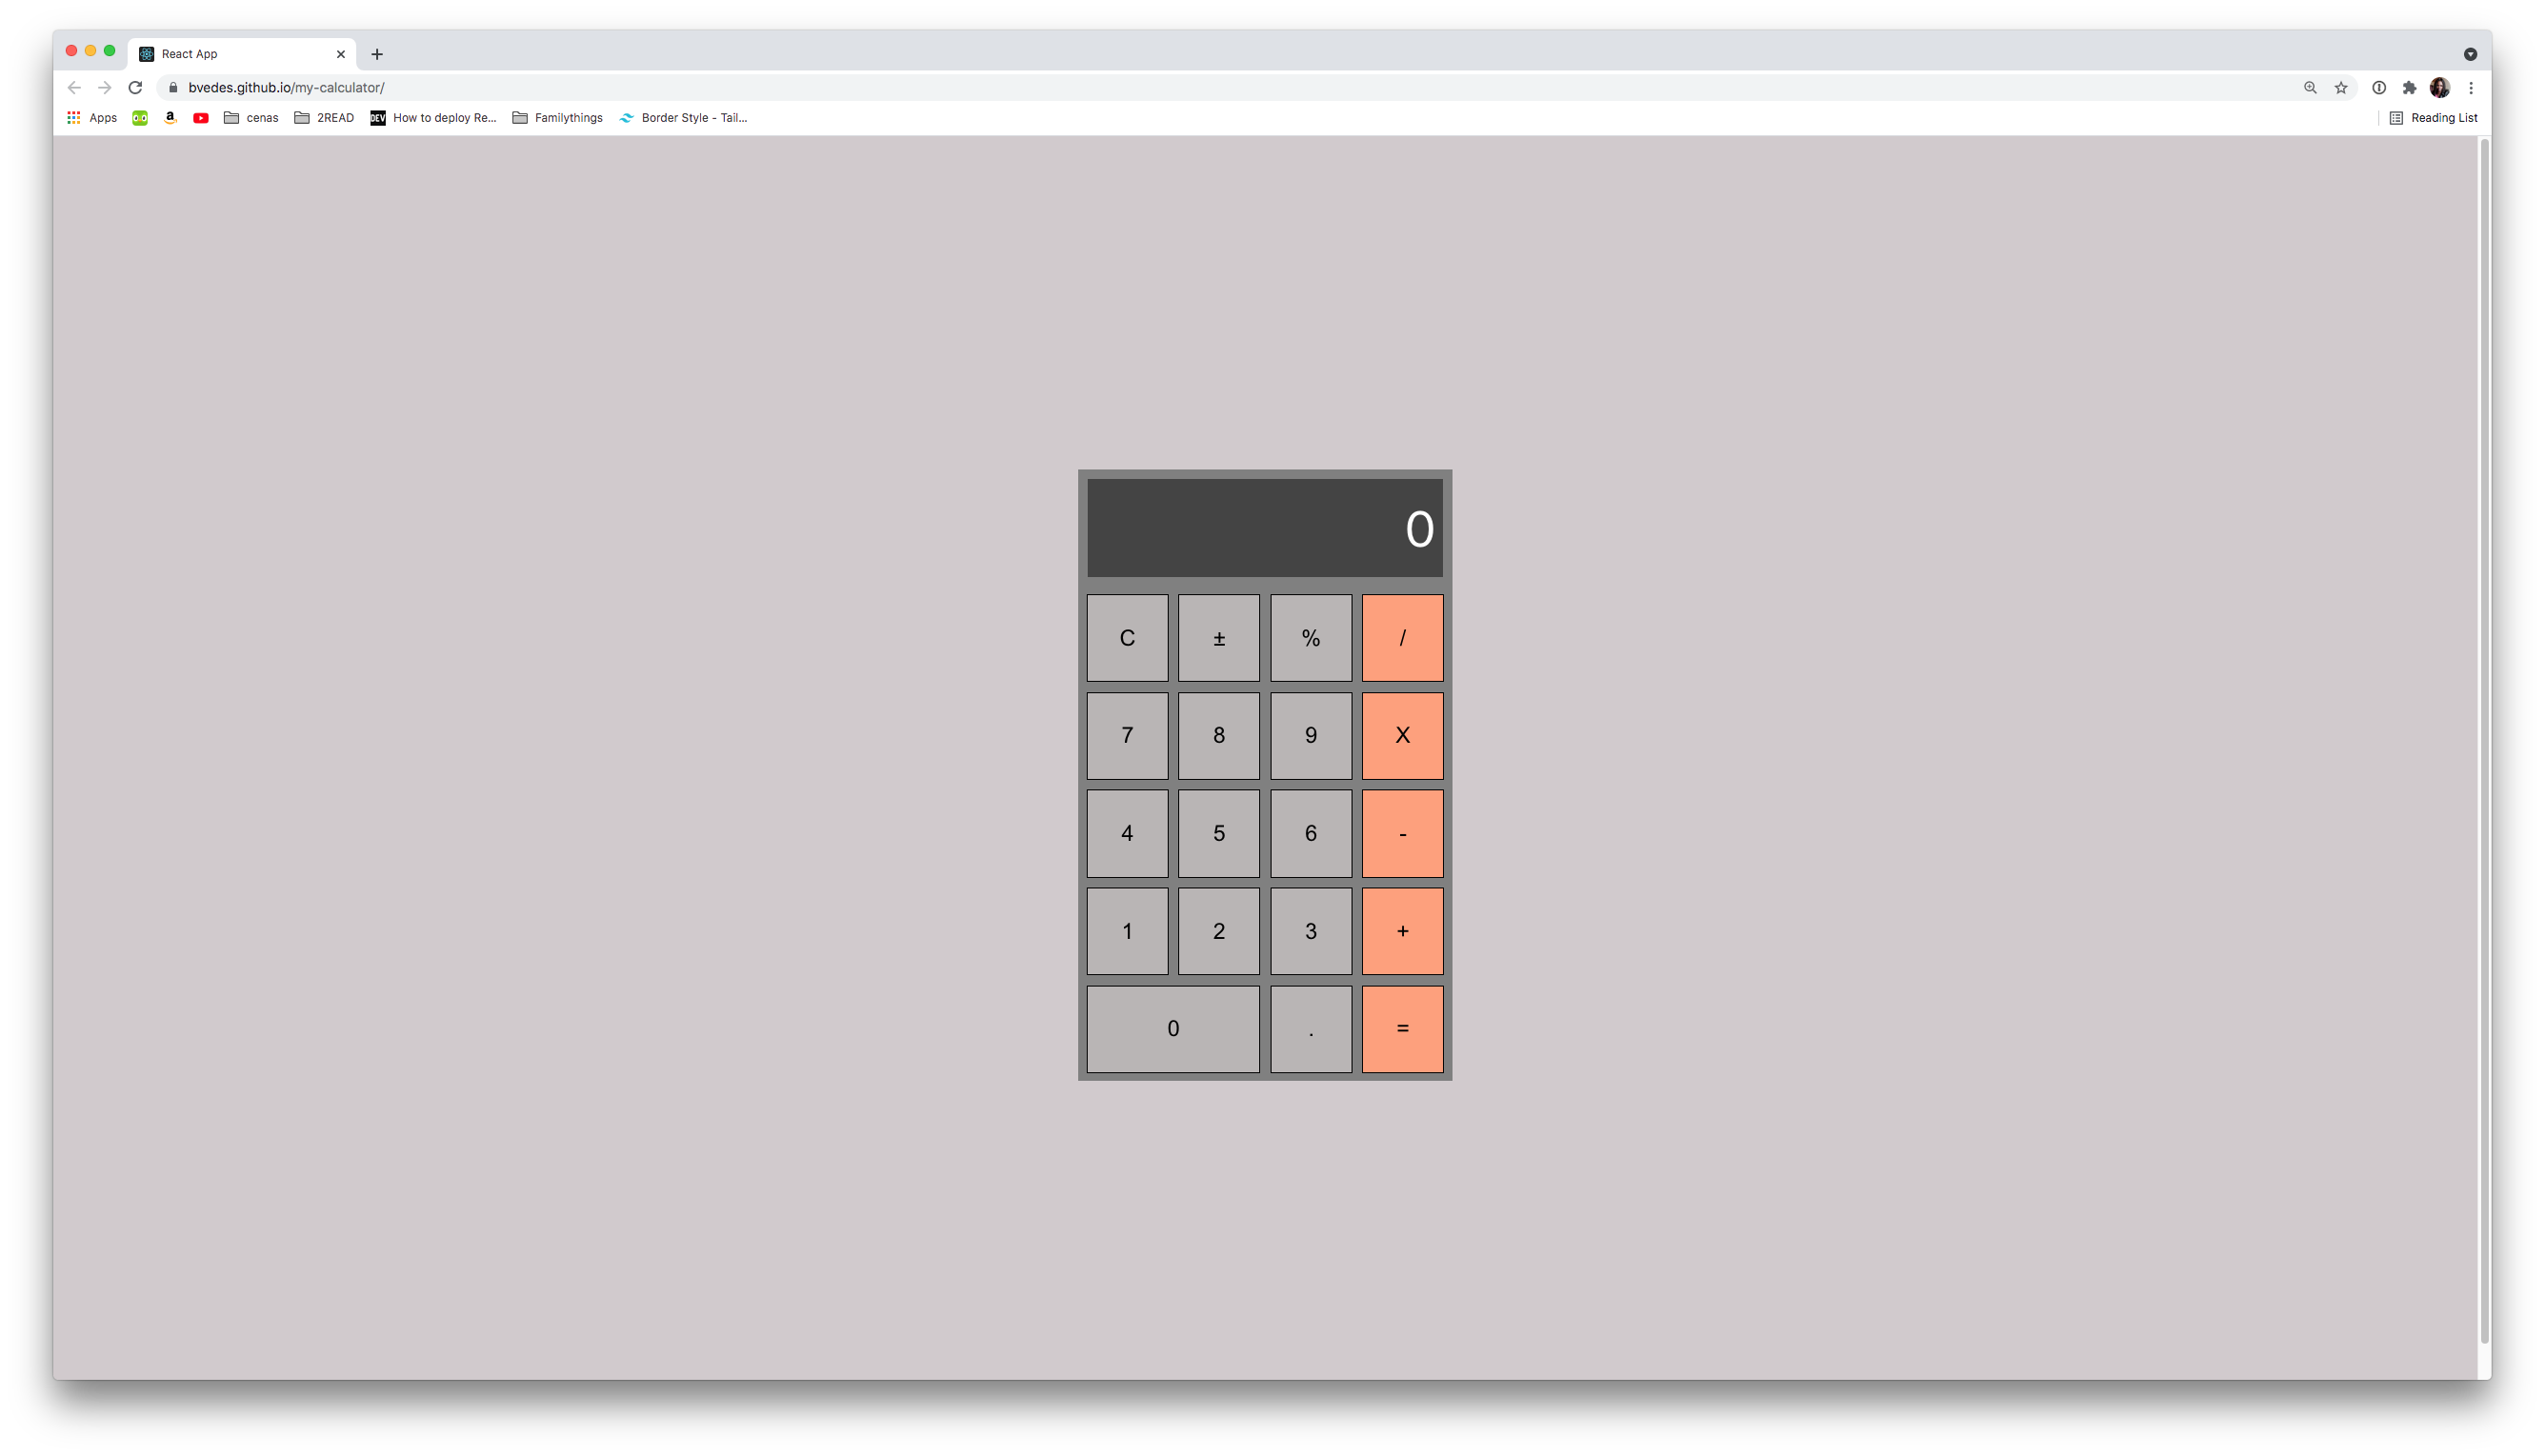 React App
bvedes.github.io/my-calculator/
Apps cenas 2READ DEV How to deploy Re... Familythings Border Style - Tail... Reading List
0
C ± % /
7 8 9 X
4 5 6 -
1 2 3 +
0 . =